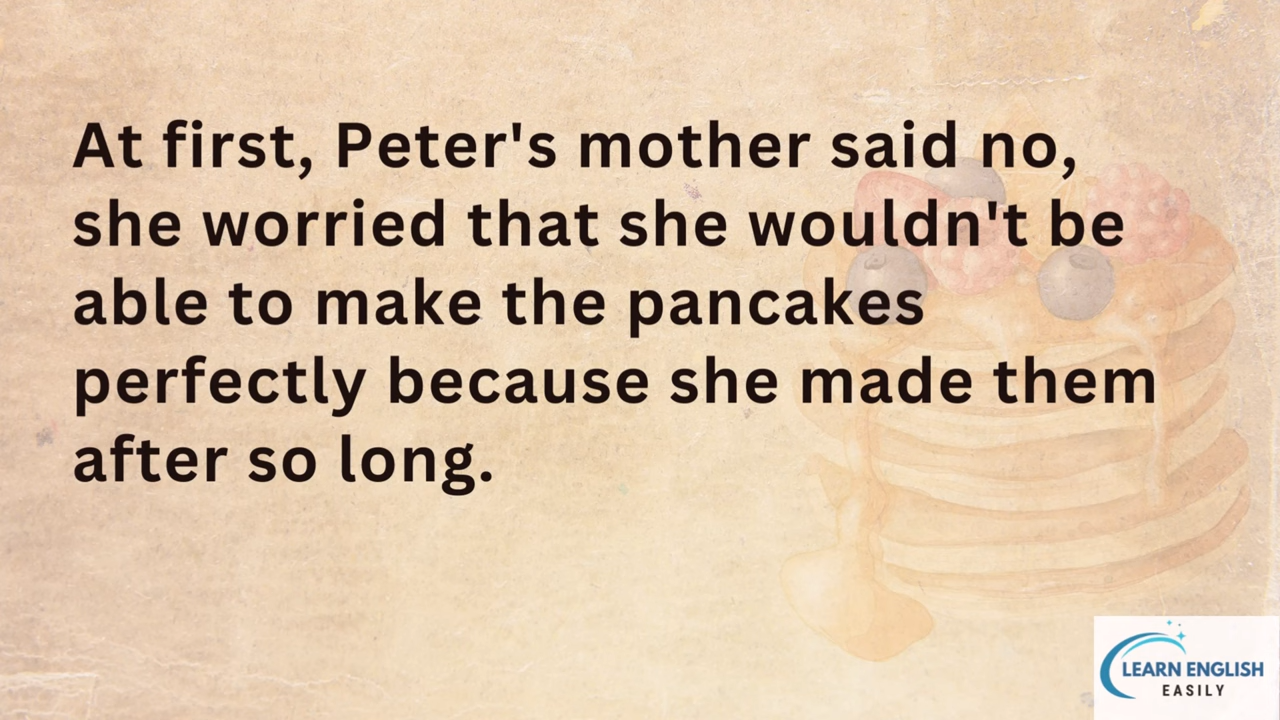 At first, Peter's mother said no,
she worried that she wouldn't be
able to make the pancakes
perfectly because she made them
after so long.
LEARN ENGLISH
EASILY